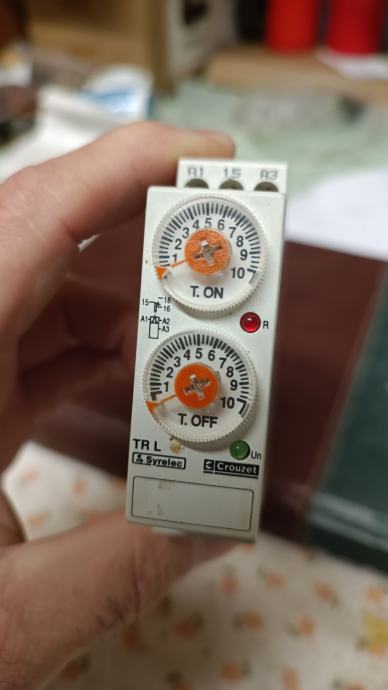 A1 15 A3
1 2 3 4 5 6 7 8 9 10
T. ON
15 18
16
A1 A2
A3
R
1 2 3 4 5 6 7 8 9 10
T. OFF
TR L
Un
Syrelec Crouzet